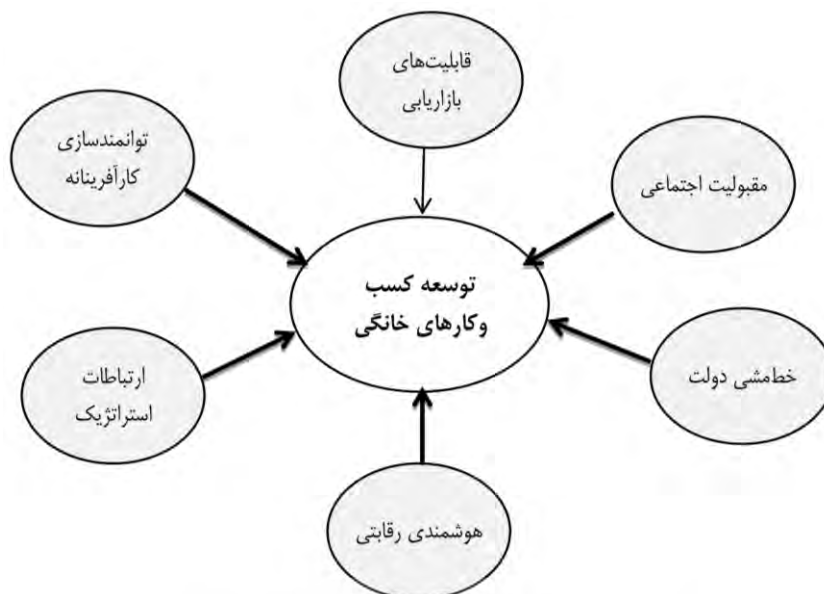 قابلیت‌های
بازاریابی
توانمندسازی
کارآفرینانه
مقبولیت اجتماعی
توسعه کسب
وکارهای خانگی
ارتباطات
استراتژیک
خط‌مشی دولت
هوشمندی رقابتی